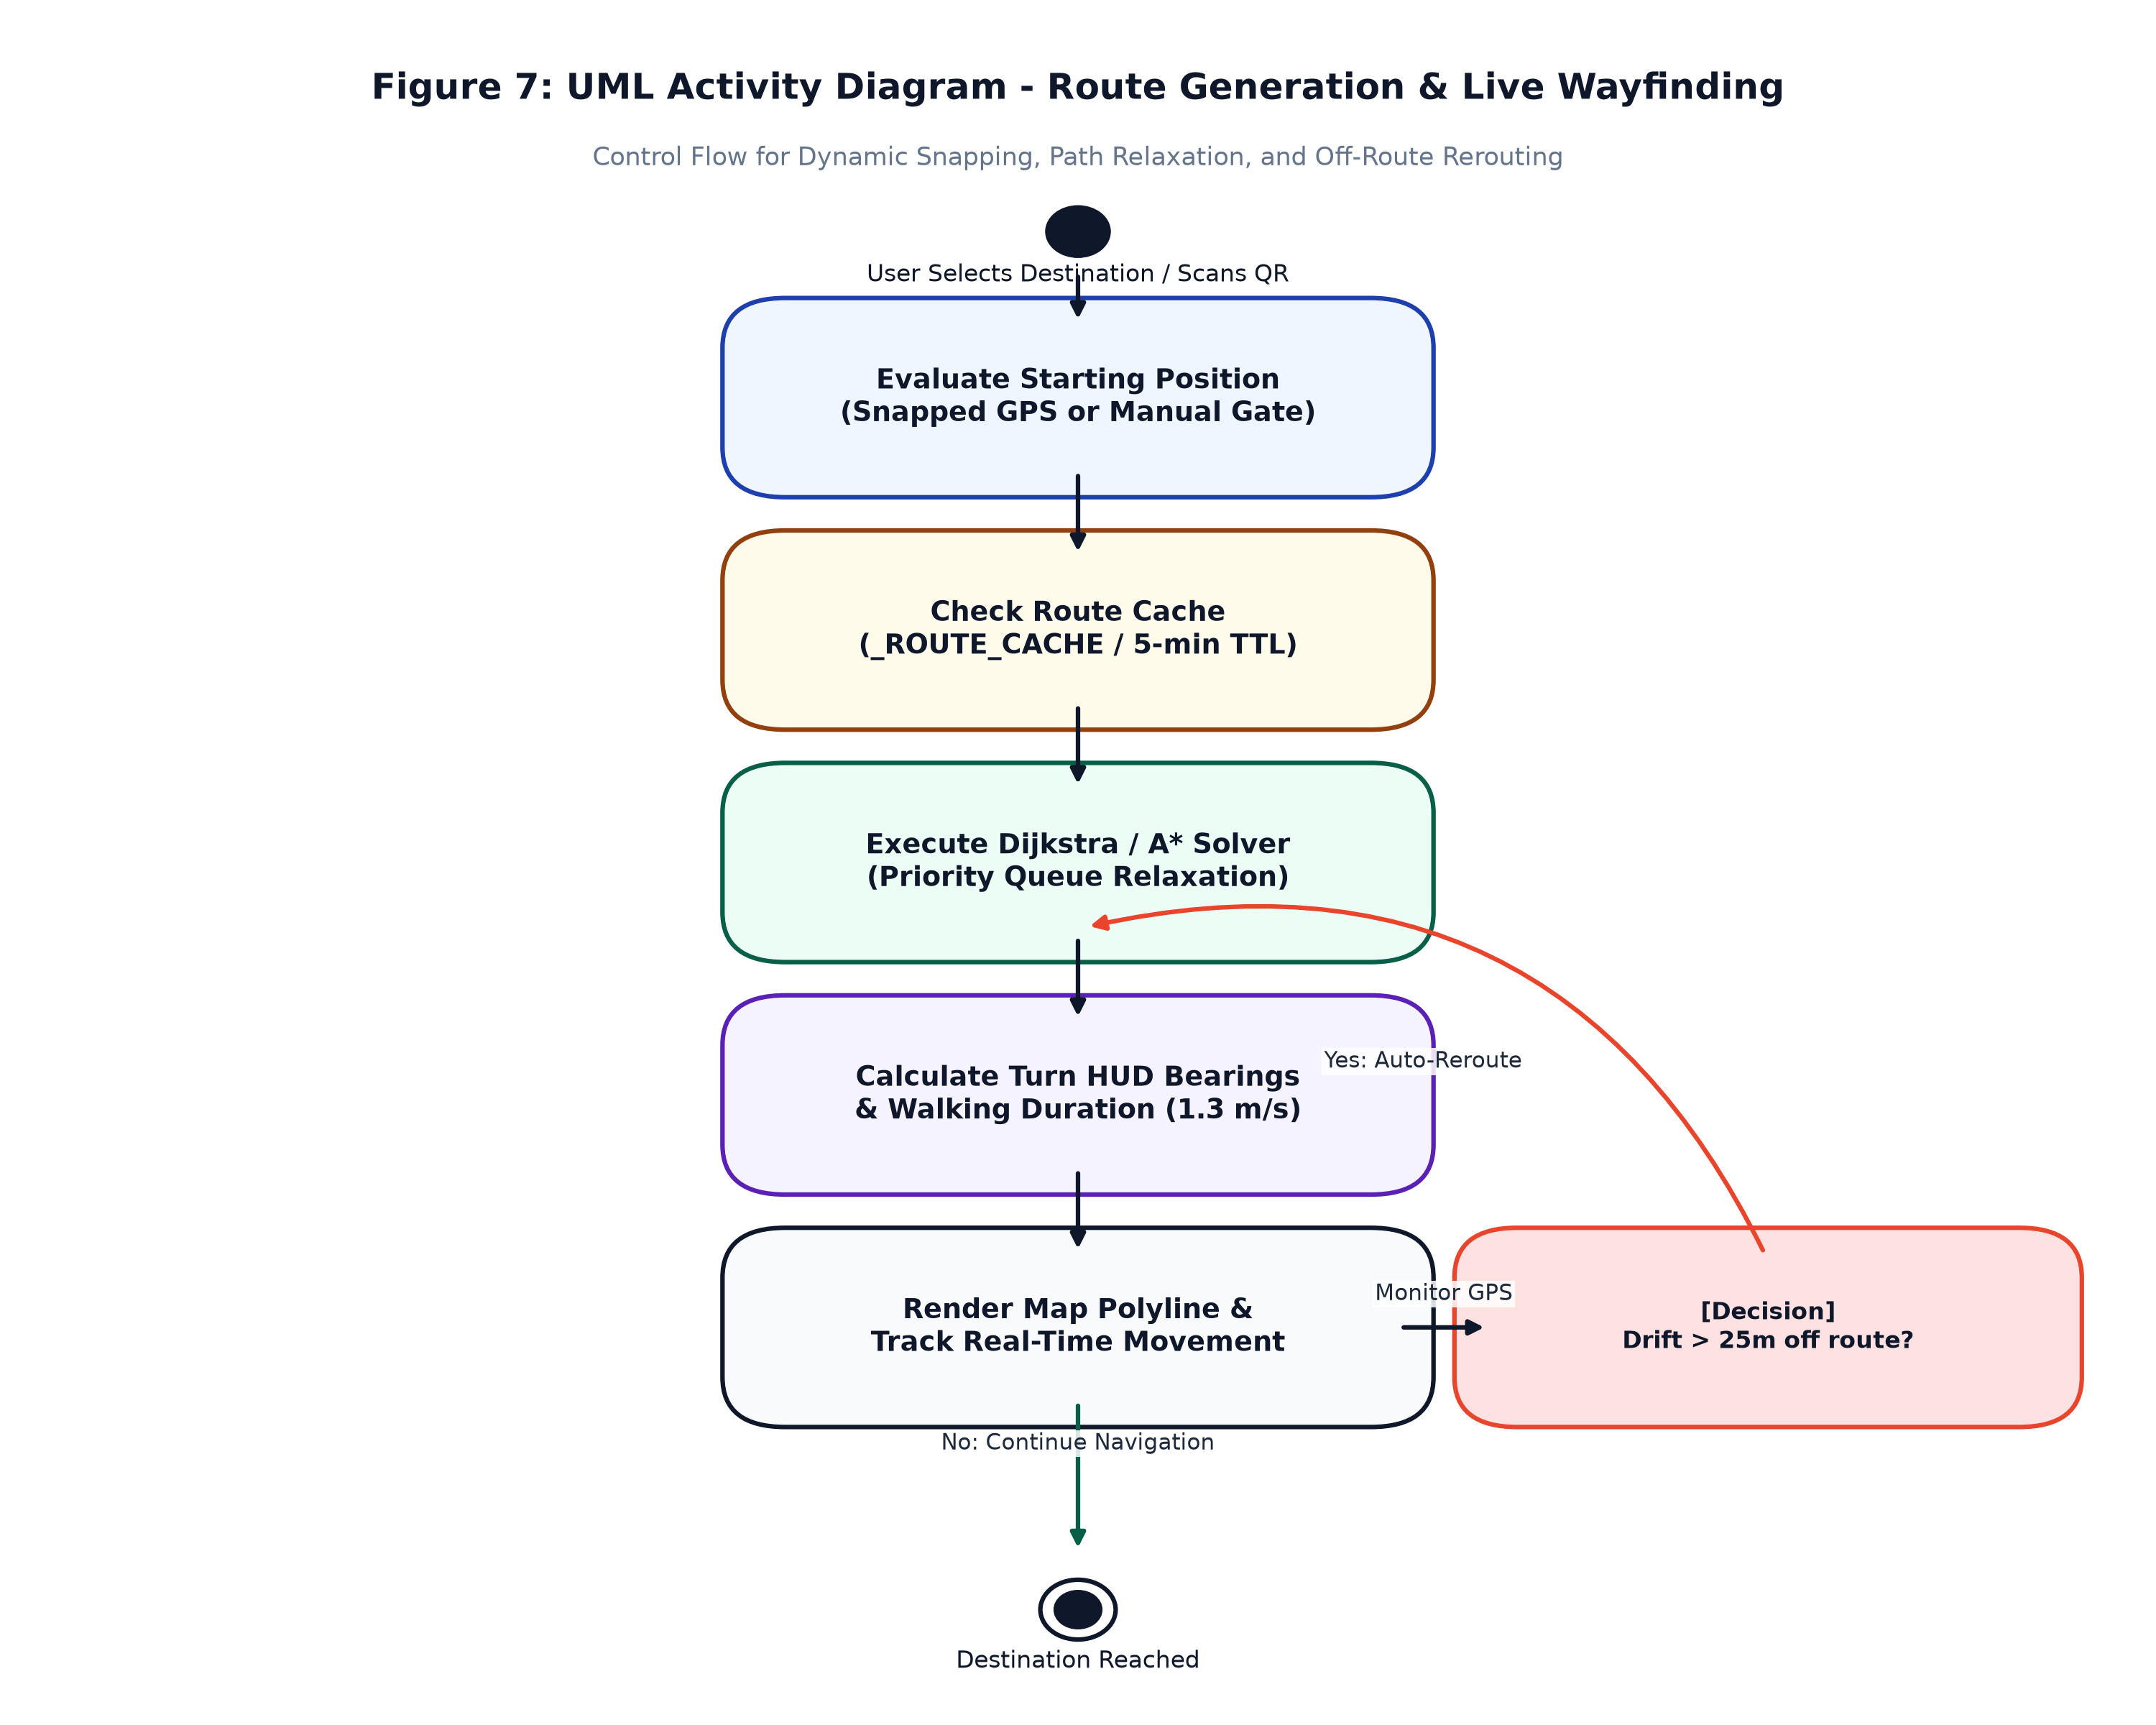 Figure 7: UML Activity Diagram - Route Generation & Live Wayfinding
Control Flow for Dynamic Snapping, Path Relaxation, and Off-Route Rerouting
User Selects Destination / Scans QR
Evaluate Starting Position
(Snapped GPS or Manual Gate)
Check Route Cache
(_ROUTE_CACHE / 5-min TTL)
Execute Dijkstra / A* Solver
(Priority Queue Relaxation)
Yes: Auto-Reroute
Calculate Turn HUD Bearings
& Walking Duration (1.3 m/s)
Monitor GPS
Render Map Polyline &
Track Real-Time Movement
[Decision]
Drift > 25m off route?
No: Continue Navigation
Destination Reached